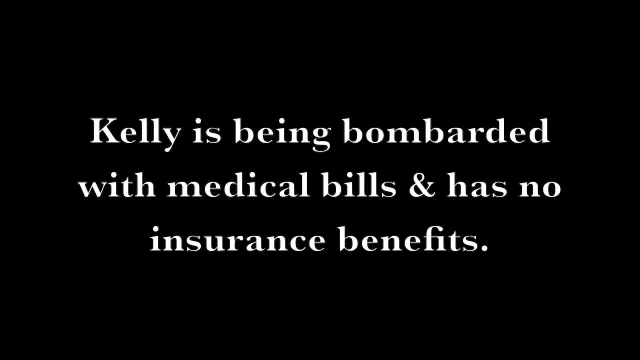 Kelly is being bombarded
with medical bills & has no
insurance benefits.